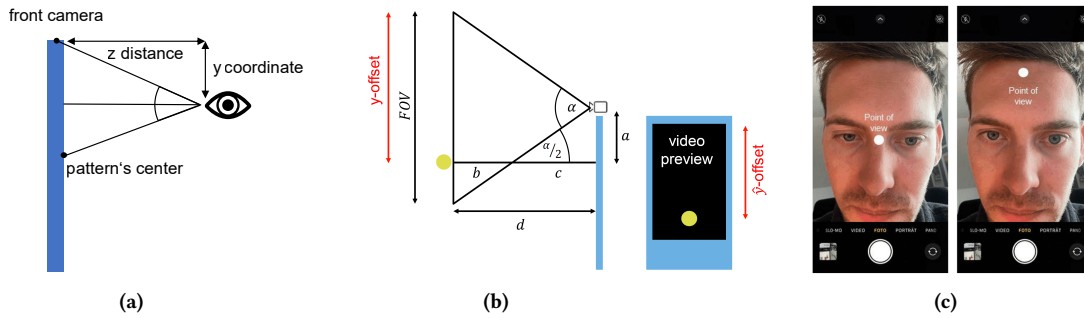 front camera
z distance
y coordinate
pattern's center
(a)
y-offset
FOV
α
α/2
a
b
c
d
video
preview
ŷ-offset
(b)
Point of
view
SLO-MO VIDEO FOTO PORTRÄT PANO
Point of
view
SLO-MO VIDEO FOTO PORTRÄT PANO
(c)